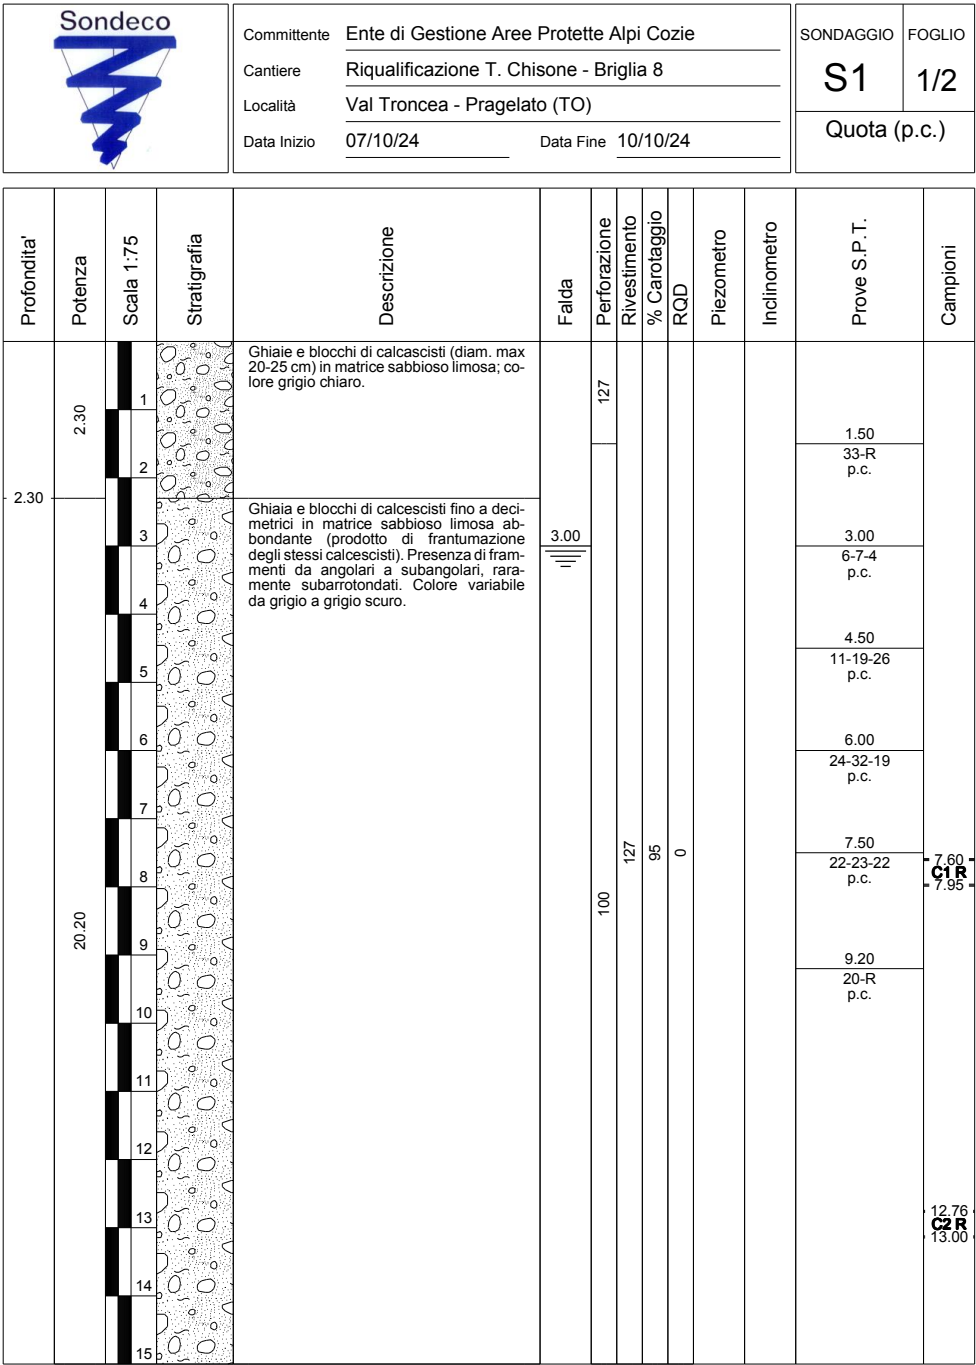 Sondeco
Committente Ente di Gestione Aree Protette Alpi Cozie
Cantiere Riqualificazione T. Chisone - Briglia 8
Località Val Troncea - Pragelato (TO)
Data Inizio 07/10/24 Data Fine 10/10/24
SONDAGGIO FOGLIO
S1 1/2
Quota (p.c.)
Profondita'
Potenza
Scala 1:75
Stratigrafia
Descrizione
Falda
Perforazione
Rivestimento
% Carotaggio
RQD
Piezometro
Inclinometro
Prove S.P.T.
Campioni
2.30
2.30
20.20
1
2
3
4
5
6
7
8
9
10
11
12
13
14
15
Ghiaie e blocchi di calcascisti (diam. max
20-25 cm) in matrice sabbioso limosa; co-
lore grigio chiaro.
Ghiaia e blocchi di calcescisti fino a deci-
metrici in matrice sabbioso limosa ab-
bondante (prodotto di frantumazione
degli stessi calcescisti). Presenza di fram-
menti da angolari a subangolari, rara-
mente subarrotondati. Colore variabile
da grigio a grigio scuro.
3.00
127
100
127
95
0
1.50
33-R
p.c.
3.00
6-7-4
p.c.
4.50
11-19-26
p.c.
6.00
24-32-19
p.c.
7.50
22-23-22
p.c.
9.20
20-R
p.c.
7.60
C1 R
7.95
12.76
C2 R
13.00